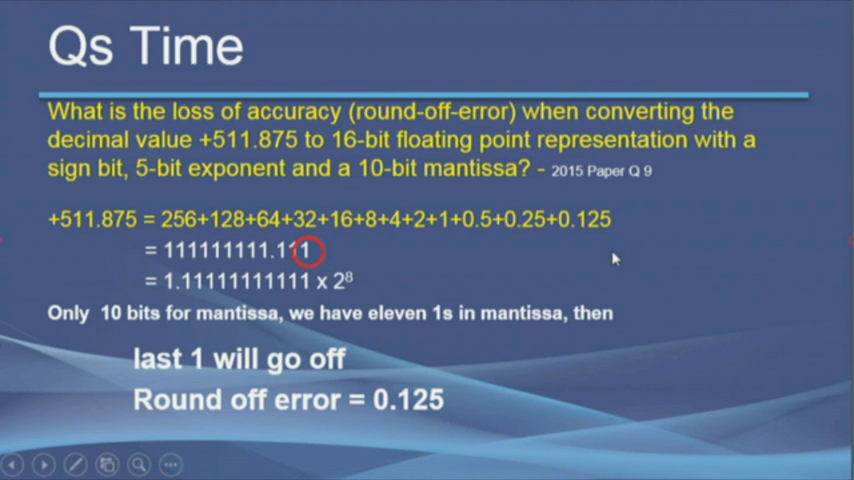 Qs Time
What is the loss of accuracy (round-off-error) when converting the
decimal value +511.875 to 16-bit floating point representation with a
sign bit, 5-bit exponent and a 10-bit mantissa? - 2015 Paper Q 9
+511.875 = 256+128+64+32+16+8+4+2+1+0.5+0.25+0.125
= 111111111.111
= 1.11111111111 x 2⁸
Only 10 bits for mantissa, we have eleven 1s in mantissa, then
last 1 will go off
Round off error = 0.125